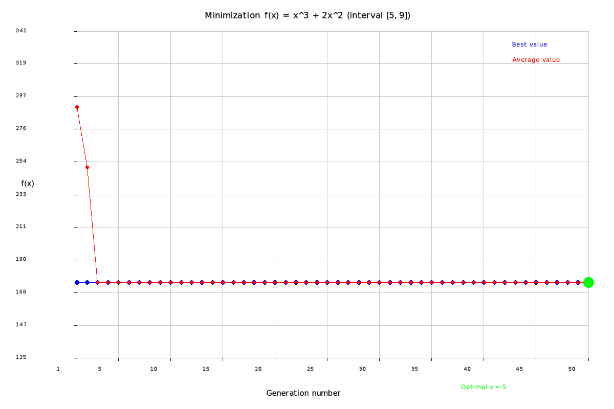 Minimization f(x) = x^3 + 2x^2 (interval [5, 9])
341
Best value
Average value
319
297
276
254
f(x)
233
211
190
168
147
125
1 5 10 15 20 25 30 35 40 45 50
Optimal x = 5
Generation number